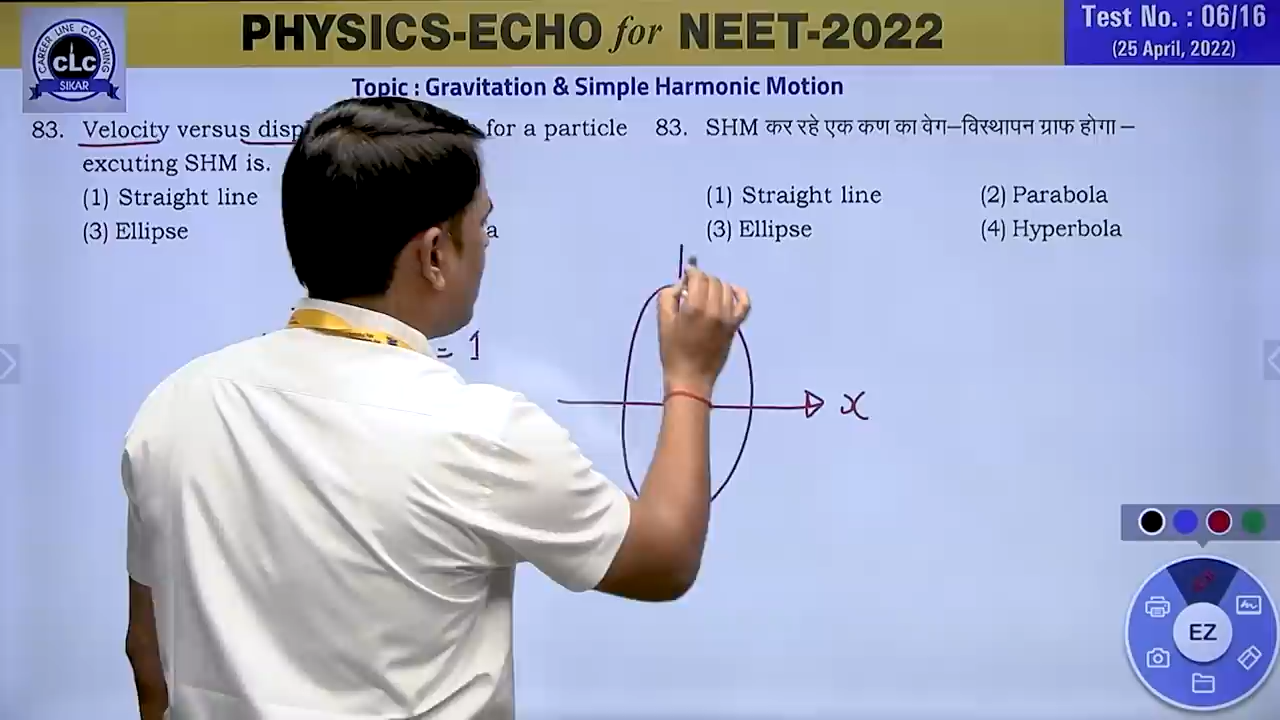 PHYSICS-ECHO for NEET-2022
Test No. : 06/16
(25 April, 2022)
CAREER LINE COACHING
CLC
SIKAR
Topic : Gravitation & Simple Harmonic Motion
83. Velocity versus for a particle
excuting SHM is.
(1) Straight line
(3) Ellipse
83. SHM कर रहे एक कण का वेग–विस्थापन ग्राफ होगा –
(1) Straight line (2) Parabola
(3) Ellipse (4) Hyperbola
= 1
x
EZ